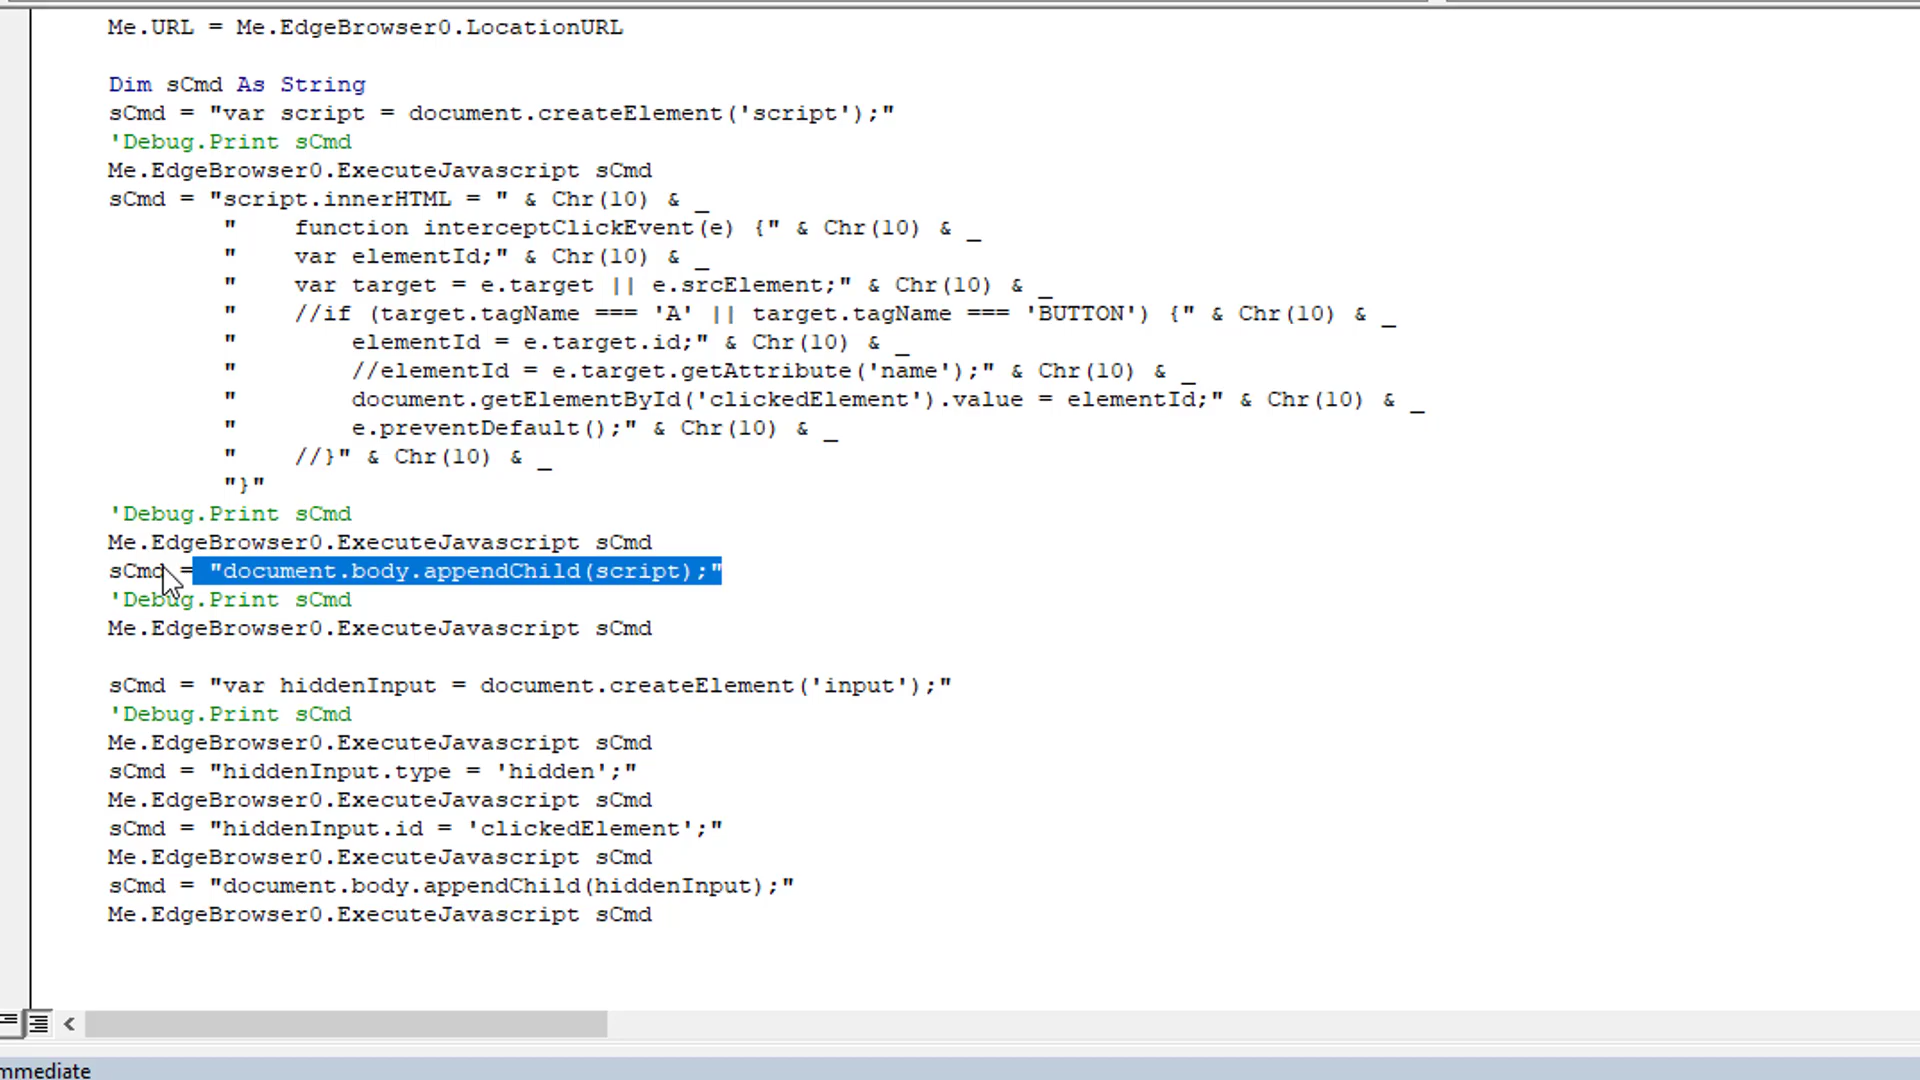 Me.URL = Me.EdgeBrowser0.LocationURL
Dim sCmd As String
sCmd = "var script = document.createElement('script');"
'Debug.Print sCmd
Me.EdgeBrowser0.ExecuteJavascript sCmd
sCmd = "script.innerHTML = " & Chr(10) & _
"    function interceptClickEvent(e) {" & Chr(10) & _
"    var elementId;" & Chr(10) & _
"    var target = e.target || e.srcElement;" & Chr(10) & _
"    //if (target.tagName === 'A' || target.tagName === 'BUTTON') {" & Chr(10) & _
"        elementId = e.target.id;" & Chr(10) & _
"        //elementId = e.target.getAttribute('name');" & Chr(10) & _
"        document.getElementById('clickedElement').value = elementId;" & Chr(10) & _
"        e.preventDefault();" & Chr(10) & _
"    //}" & Chr(10) & _
"}"
'Debug.Print sCmd
Me.EdgeBrowser0.ExecuteJavascript sCmd
sCmd = "document.body.appendChild(script);"
'Debug.Print sCmd
Me.EdgeBrowser0.ExecuteJavascript sCmd
sCmd = "var hiddenInput = document.createElement('input');"
'Debug.Print sCmd
Me.EdgeBrowser0.ExecuteJavascript sCmd
sCmd = "hiddenInput.type = 'hidden';"
Me.EdgeBrowser0.ExecuteJavascript sCmd
sCmd = "hiddenInput.id = 'clickedElement';"
Me.EdgeBrowser0.ExecuteJavascript sCmd
sCmd = "document.body.appendChild(hiddenInput);"
Me.EdgeBrowser0.ExecuteJavascript sCmd
mmediate